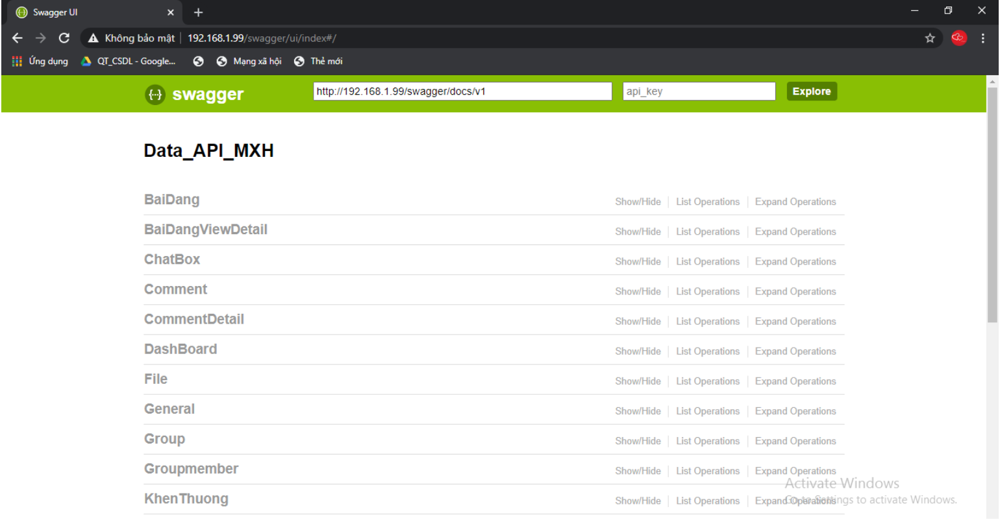 Swagger UI
Không bảo mật 192.168.1.99/swagger/ui/index#/
Ứng dụng QT_CSDL - Google... Mạng xã hội Thẻ mới
swagger http://192.168.1.99/swagger/docs/v1 api_key Explore
Data_API_MXH
BaiDang Show/Hide List Operations Expand Operations
BaiDangViewDetail Show/Hide List Operations Expand Operations
ChatBox Show/Hide List Operations Expand Operations
Comment Show/Hide List Operations Expand Operations
CommentDetail Show/Hide List Operations Expand Operations
DashBoard Show/Hide List Operations Expand Operations
File Show/Hide List Operations Expand Operations
General Show/Hide List Operations Expand Operations
Group Show/Hide List Operations Expand Operations
Groupmember Show/Hide List Operations Expand Operations
Activate Windows
KhenThuong Show/Hide List Operations Expand Operations
Go to Settings to activate Windows.